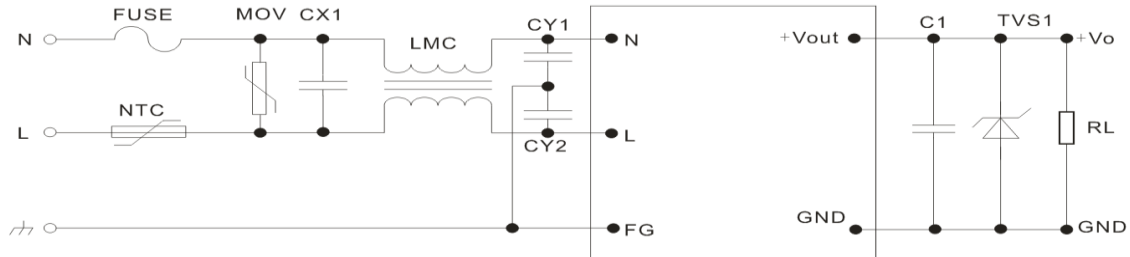 FUSE MOV CX1 LMC CY1 C1 TVS1
N N +Vout +Vo
NTC
L CY2 L RL
GND GND
FG